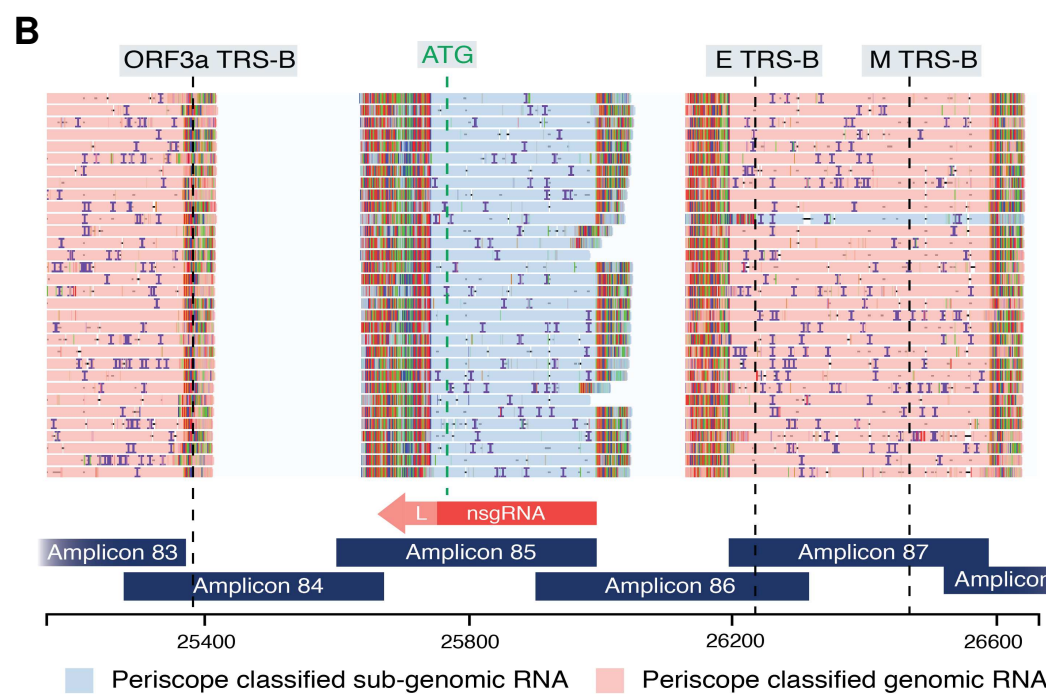 B
ORF3a TRS-B
ATG
E TRS-B
M TRS-B
L
nsgRNA
Amplicon 83
Amplicon 85
Amplicon 87
Amplicon 84
Amplicon 86
25400
25800
26200
26600
Periscope classified sub-genomic RNA
Periscope classified genomic RNA